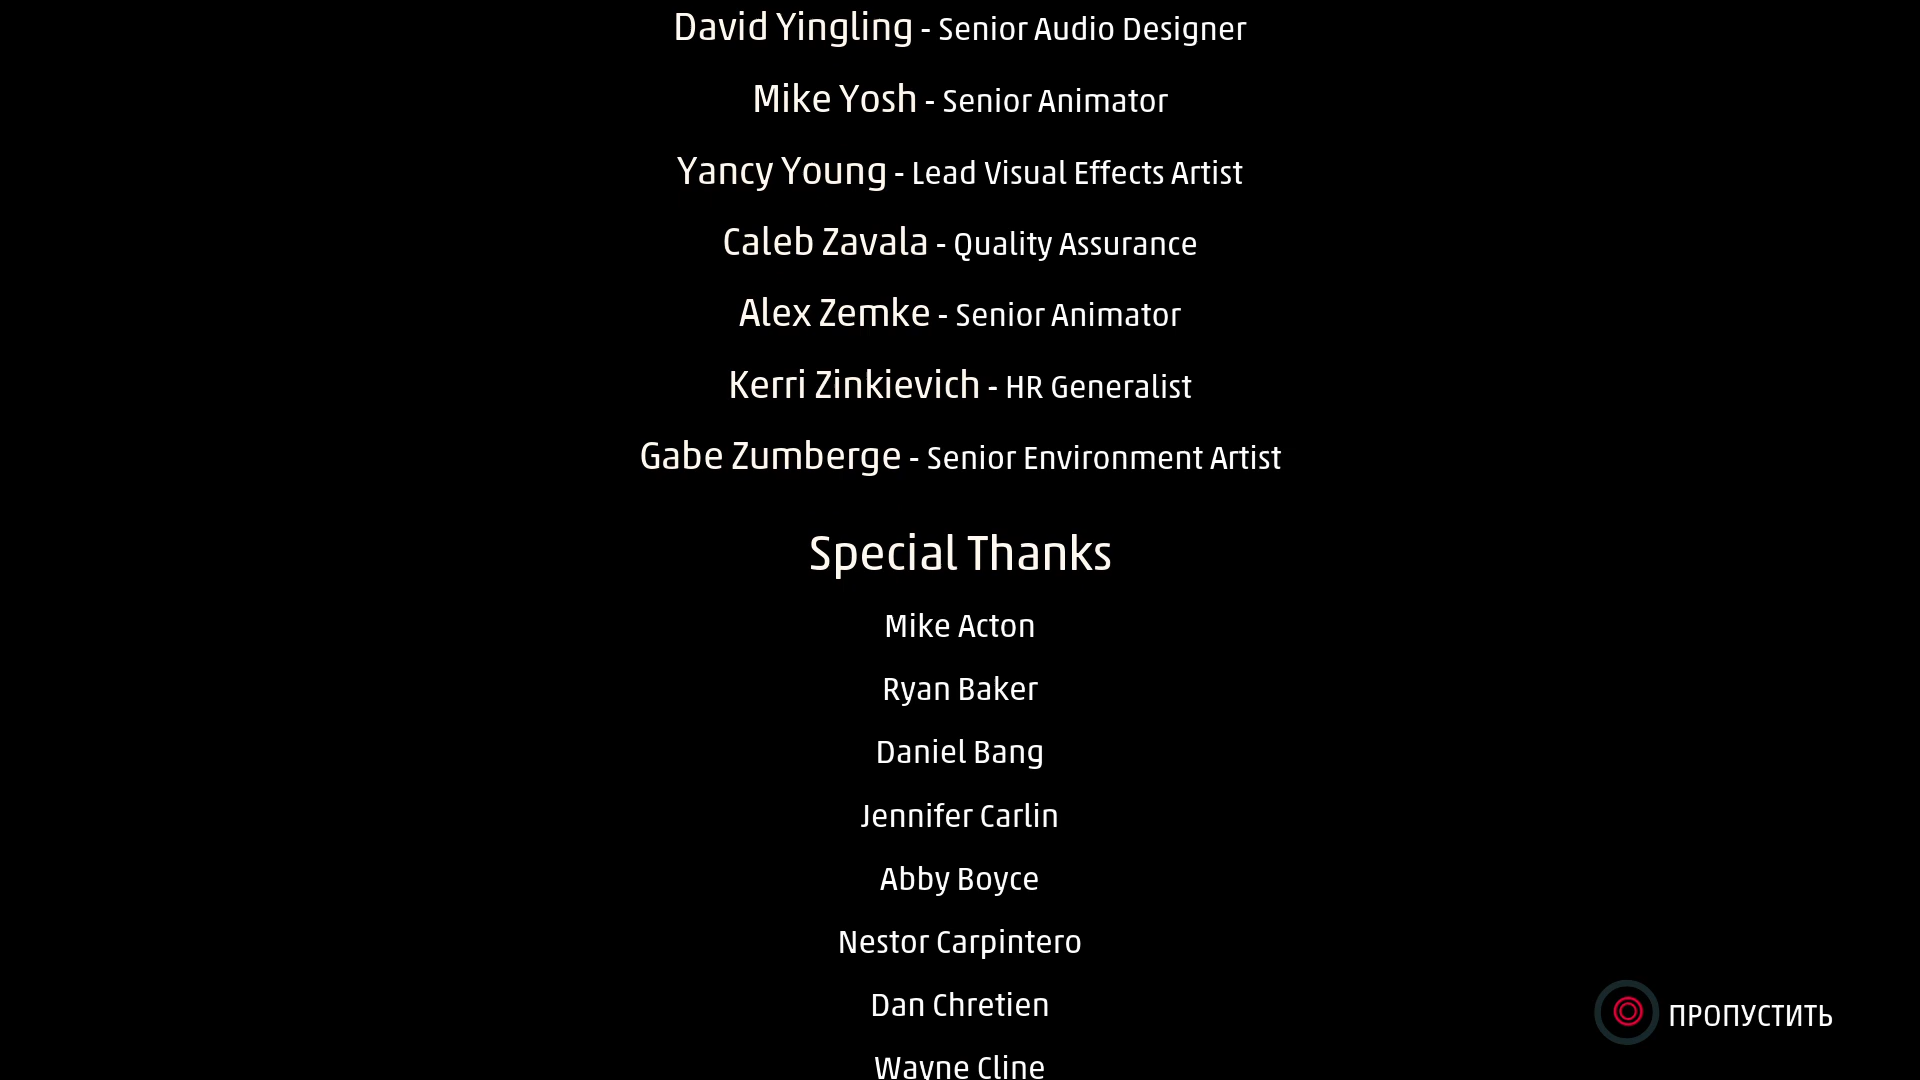 David Yingling - Senior Audio Designer
Mike Yosh - Senior Animator
Yancy Young - Lead Visual Effects Artist
Caleb Zavala - Quality Assurance
Alex Zemke - Senior Animator
Kerri Zinkievich - HR Generalist
Gabe Zumberge - Senior Environment Artist
Special Thanks
Mike Acton
Ryan Baker
Daniel Bang
Jennifer Carlin
Abby Boyce
Nestor Carpintero
Dan Chretien
Wayne Cline
ПРОПУСТИТЬ